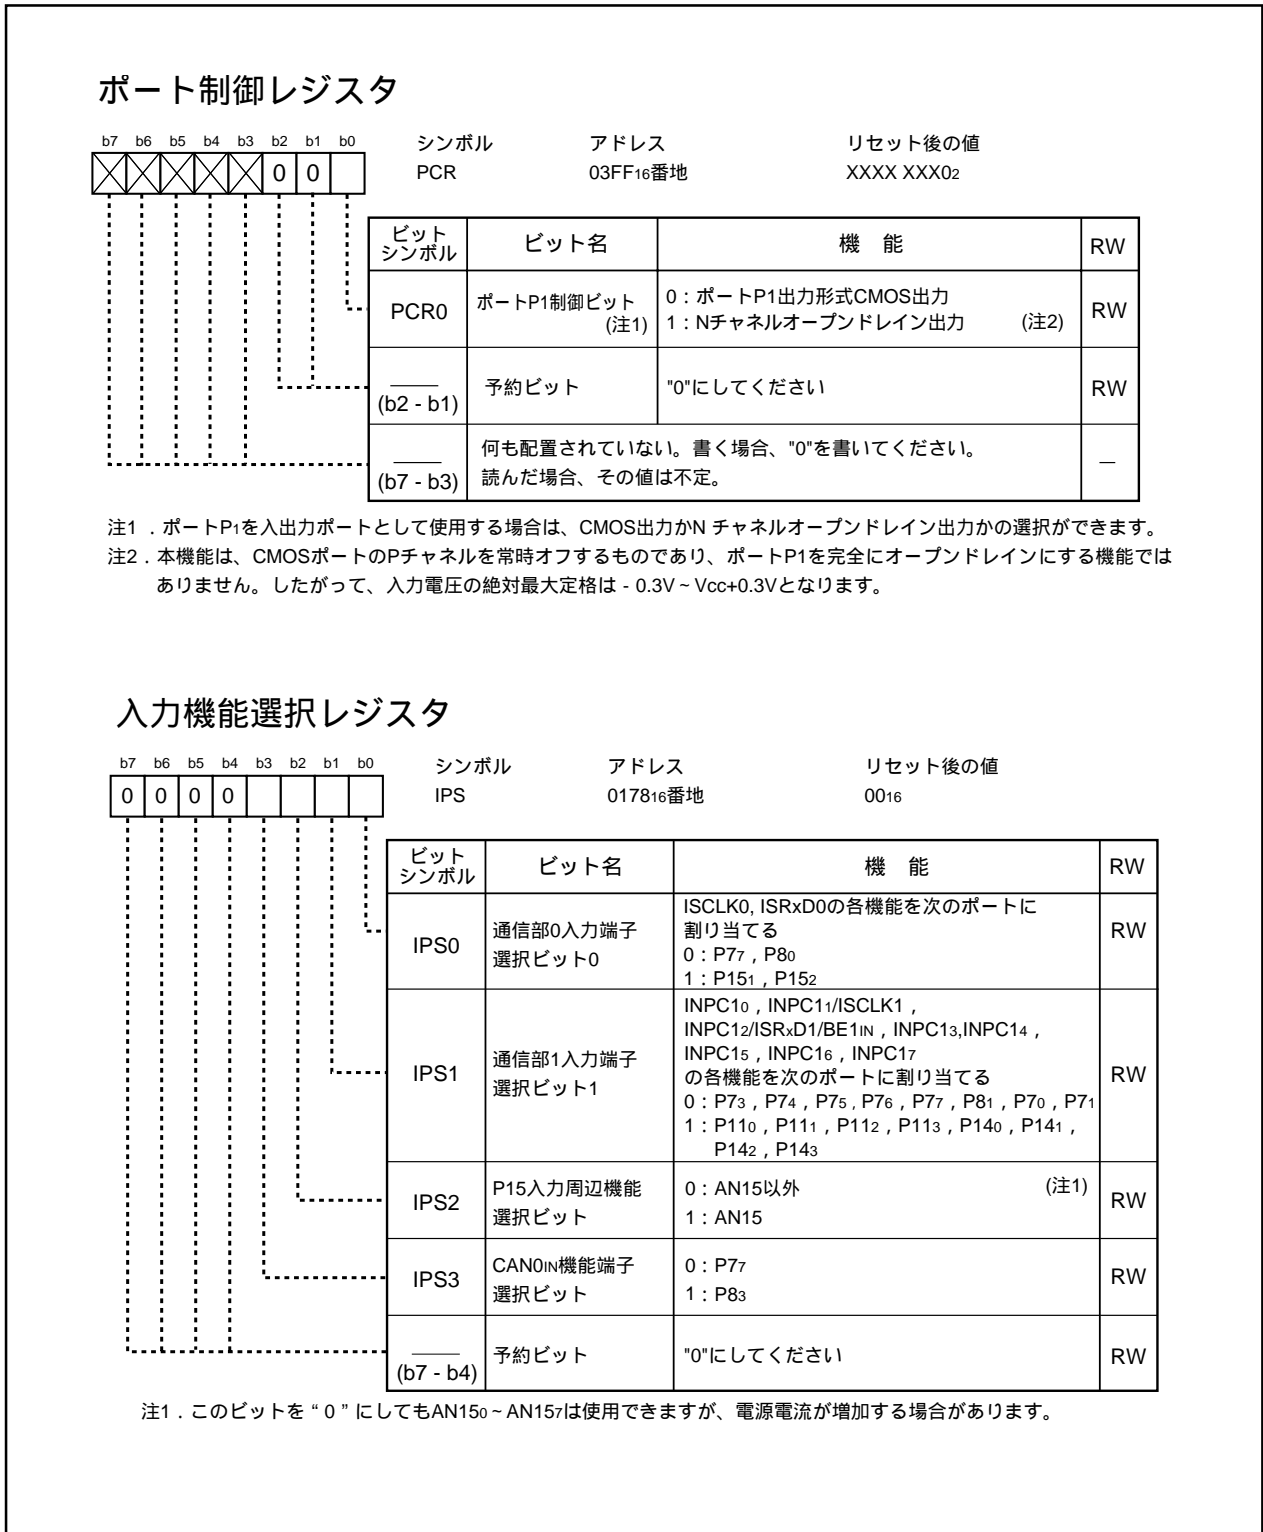 ポート制御レジスタ
b7 b6 b5 b4 b3 b2 b1 b0
シンボル アドレス リセット後の値
0 0
PCR 03FF16番地 XXXX XXX02
ビット
シンボル ビット名 機 能 RW
PCR0 ポートP1制御ビット
(注1)
0：ポートP1出力形式CMOS出力
1：Nチャネルオープンドレイン出力 (注2)
RW
(b2 - b1) 予約ビット "0"にしてください RW
(b7 - b3)
何も配置されていない。書く場合、"0"を書いてください。
読んだ場合、その値は不定。
—
注1．ポートP1を入出力ポートとして使用する場合は、CMOS出力かN チャネルオープンドレイン出力かの選択ができます。
注2．本機能は、CMOSポートのPチャネルを常時オフするものであり、ポートP1を完全にオープンドレインにする機能では
ありません。したがって、入力電圧の絶対最大定格は - 0.3V ~ Vcc+0.3Vとなります。
入力機能選択レジスタ
b7 b6 b5 b4 b3 b2 b1 b0
シンボル アドレス リセット後の値
0 0 0 0
IPS 017816番地 0016
ビット
シンボル ビット名 機 能 RW
IPS0
通信部0入力端子
選択ビット0
ISCLK0, ISRxD0の各機能を次のポートに
割り当てる
0：P77，P80
1：P151，P152
RW
IPS1
通信部1入力端子
選択ビット1
INPC10，INPC11/ISCLK1，
INPC12/ISRxD1/BE1IN，INPC13,INPC14，
INPC15，INPC16，INPC17
の各機能を次のポートに割り当てる
0：P73，P74，P75，P76，P77，P81，P70，P71
1：P110，P111，P112，P113，P140，P141，
P142，P143
RW
IPS2
P15入力周辺機能
選択ビット
0：AN15以外 (注1)
1：AN15
RW
IPS3
CAN0IN機能端子
選択ビット
0：P77
1：P83
RW
(b7 - b4) 予約ビット "0"にしてください RW
注1．このビットを“0”にしてもAN150 ~ AN157は使用できますが、電源電流が増加する場合があります。